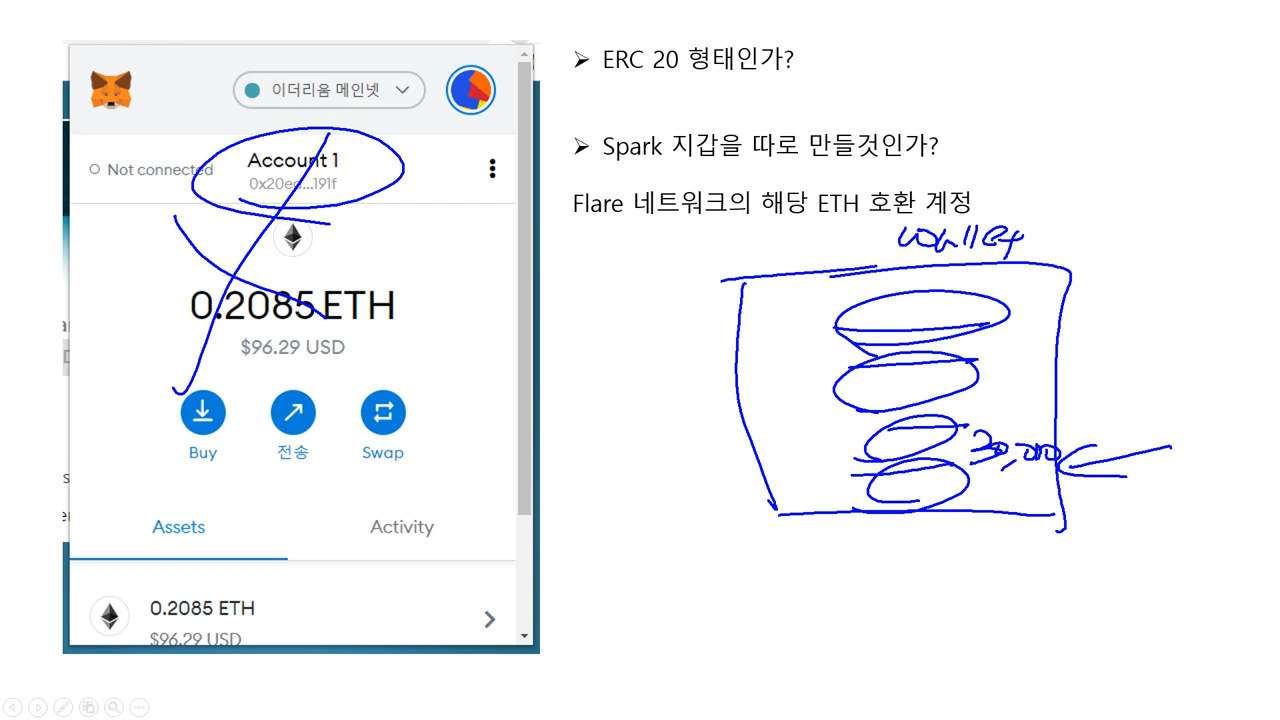 이더리움 메인넷
Not connected
Account 1
0x20ed...191f
0.2085 ETH
$96.29 USD
Buy
전송
Swap
Assets
Activity
0.2085 ETH
$96.29 USD
➢ ERC 20 형태인가?
➢ Spark 지갑을 따로 만들것인가?
Flare 네트워크의 해당 ETH 호환 계정
wallet